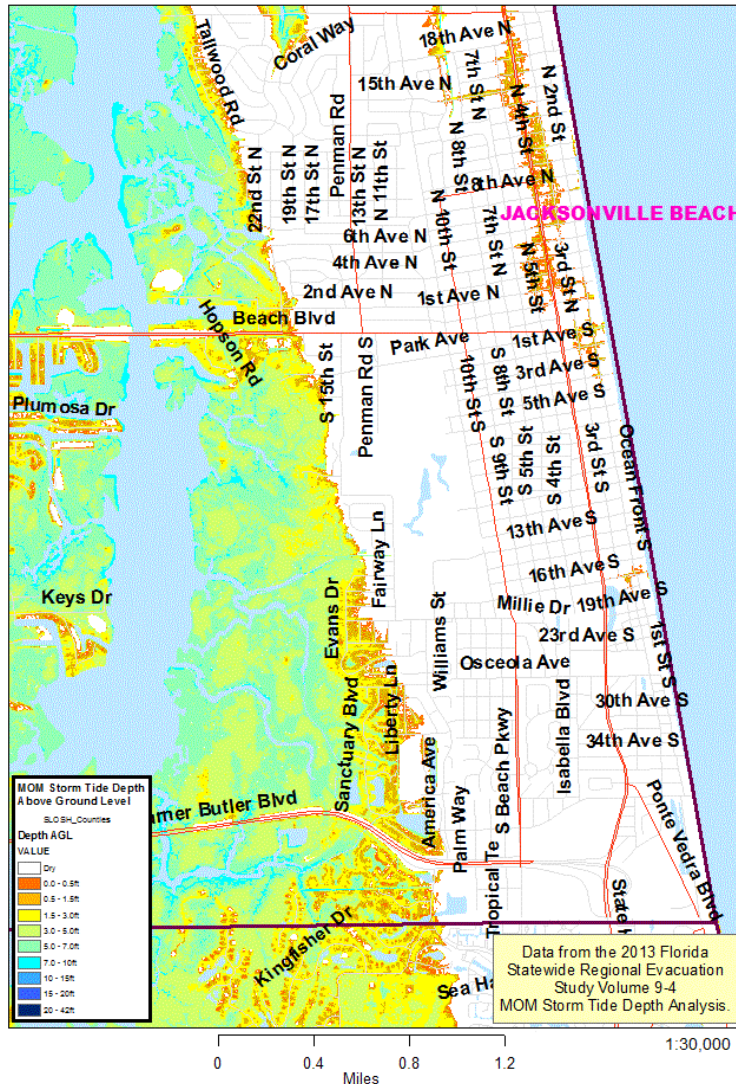 Tallwood Rd
Coral Way
18th Ave N
7th St N
15th Ave N
N 4th St
N 2nd St
22nd St N
19th St N
17th St N
Penman Rd
13th St N
N 11th St
N 8th St
8th Ave N
JACKSONVILLE BEACH
N 10th St
7th St N
6th Ave N
4th Ave N
2nd Ave N
1st Ave N
N 5th St
3rd St N
Beach Blvd
Hopson Rd
Park Ave
1st Ave S
3rd Ave S
5th Ave S
S 15th St
Penman Rd S
10th St S
S 8th St
S 9th St
S 5th St
S 4th St
3rd St S
Ocean Front S
Plumosa Dr
13th Ave S
16th Ave S
Keys Dr
Evans Dr
Fairway Ln
Williams St
Millie Dr
19th Ave S
23rd Ave S
Osceola Ave
1st St S
30th Ave S
34th Ave S
Sanctuary Blvd
Liberty Ln
America Ave
Palm Way
S Beach Pkwy
Isabella Blvd
Ponte Vedra Blvd
Butler Blvd
Tropical Te
State
Kingfisher Dr
Sea Ha
MOM Storm Tide Depth
Above Ground Level
SLOSH_Counties
Depth AGL
VALUE
Dry
0.0 - 0.5ft
0.5 - 1.5ft
1.5 - 3.0ft
3.0 - 5.0ft
5.0 - 7.0ft
7.0 - 10ft
10 - 15ft
15 - 20ft
20 - 42ft
Data from the 2013 Florida
Statewide Regional Evacuation
Study Volume 9-4
MOM Storm Tide Depth Analysis.
0 0.4 0.8 1.2
Miles
1:30,000